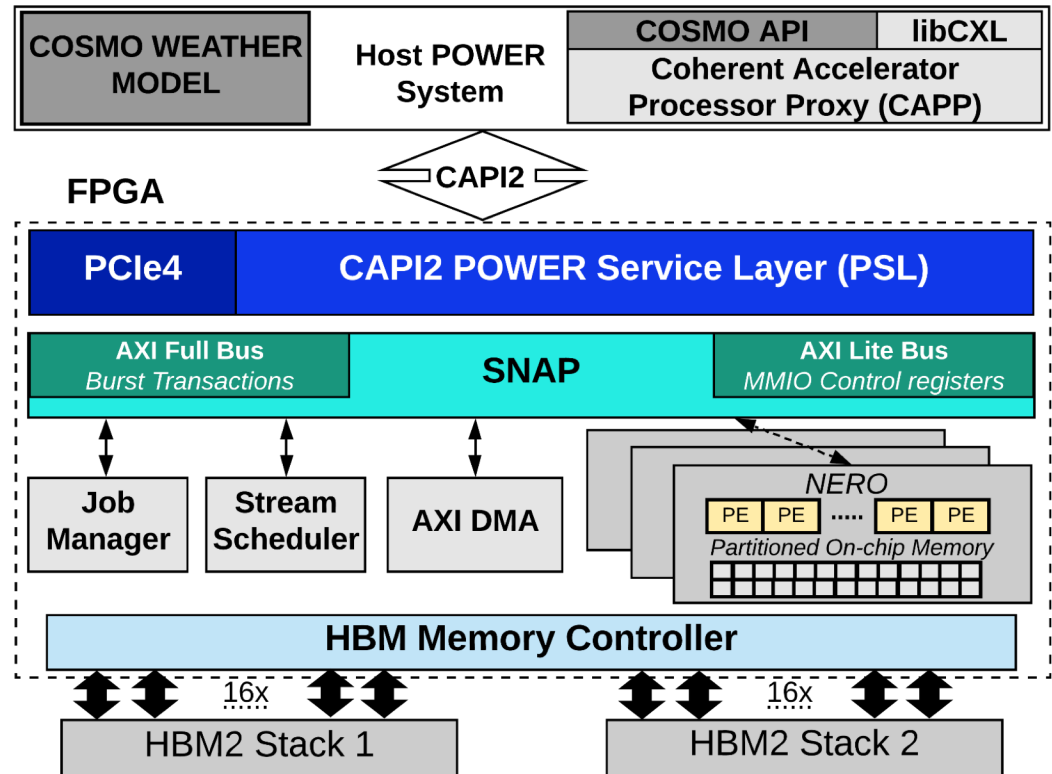 COSMO WEATHER
MODEL
Host POWER
System
COSMO API
libCXL
Coherent Accelerator
Processor Proxy (CAPP)
CAPI2
FPGA
PCIe4
CAPI2 POWER Service Layer (PSL)
AXI Full Bus
Burst Transactions
SNAP
AXI Lite Bus
MMIO Control registers
Job
Manager
Stream
Scheduler
AXI DMA
NERO
PE PE ..... PE PE
Partitioned On-chip Memory
HBM Memory Controller
16x
16x
HBM2 Stack 1
HBM2 Stack 2